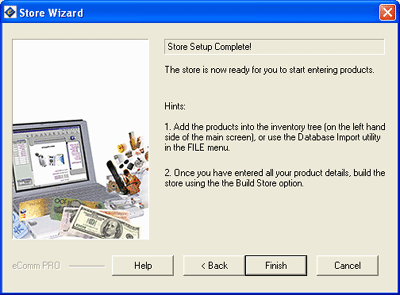 Store Wizard
Store Setup Complete!
The store is now ready for you to start entering products.
Hints:
1. Add the products into the inventory tree (on the left hand
side of the main screen), or use the Database Import utility
in the FILE menu.
2. Once you have entered all your product details, build the
store using the the Build Store option.
eComm PRO
Help
< Back
Finish
Cancel